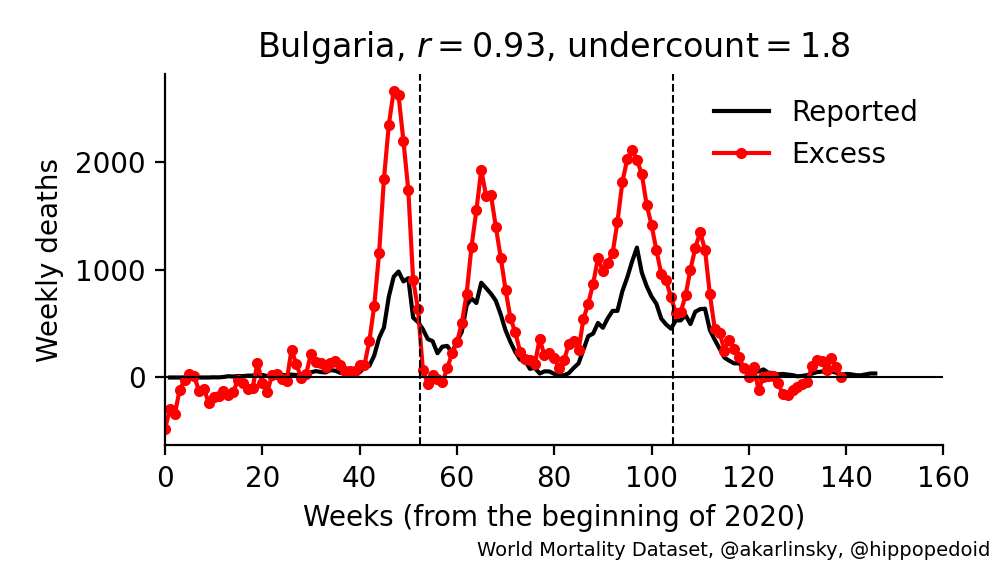 Bulgaria, r = 0.93, undercount = 1.8
Reported
Excess
Weekly deaths
2000
1000
0
0 20 40 60 80 100 120 140 160
Weeks (from the beginning of 2020)
World Mortality Dataset, @akarlinsky, @hippopedoid